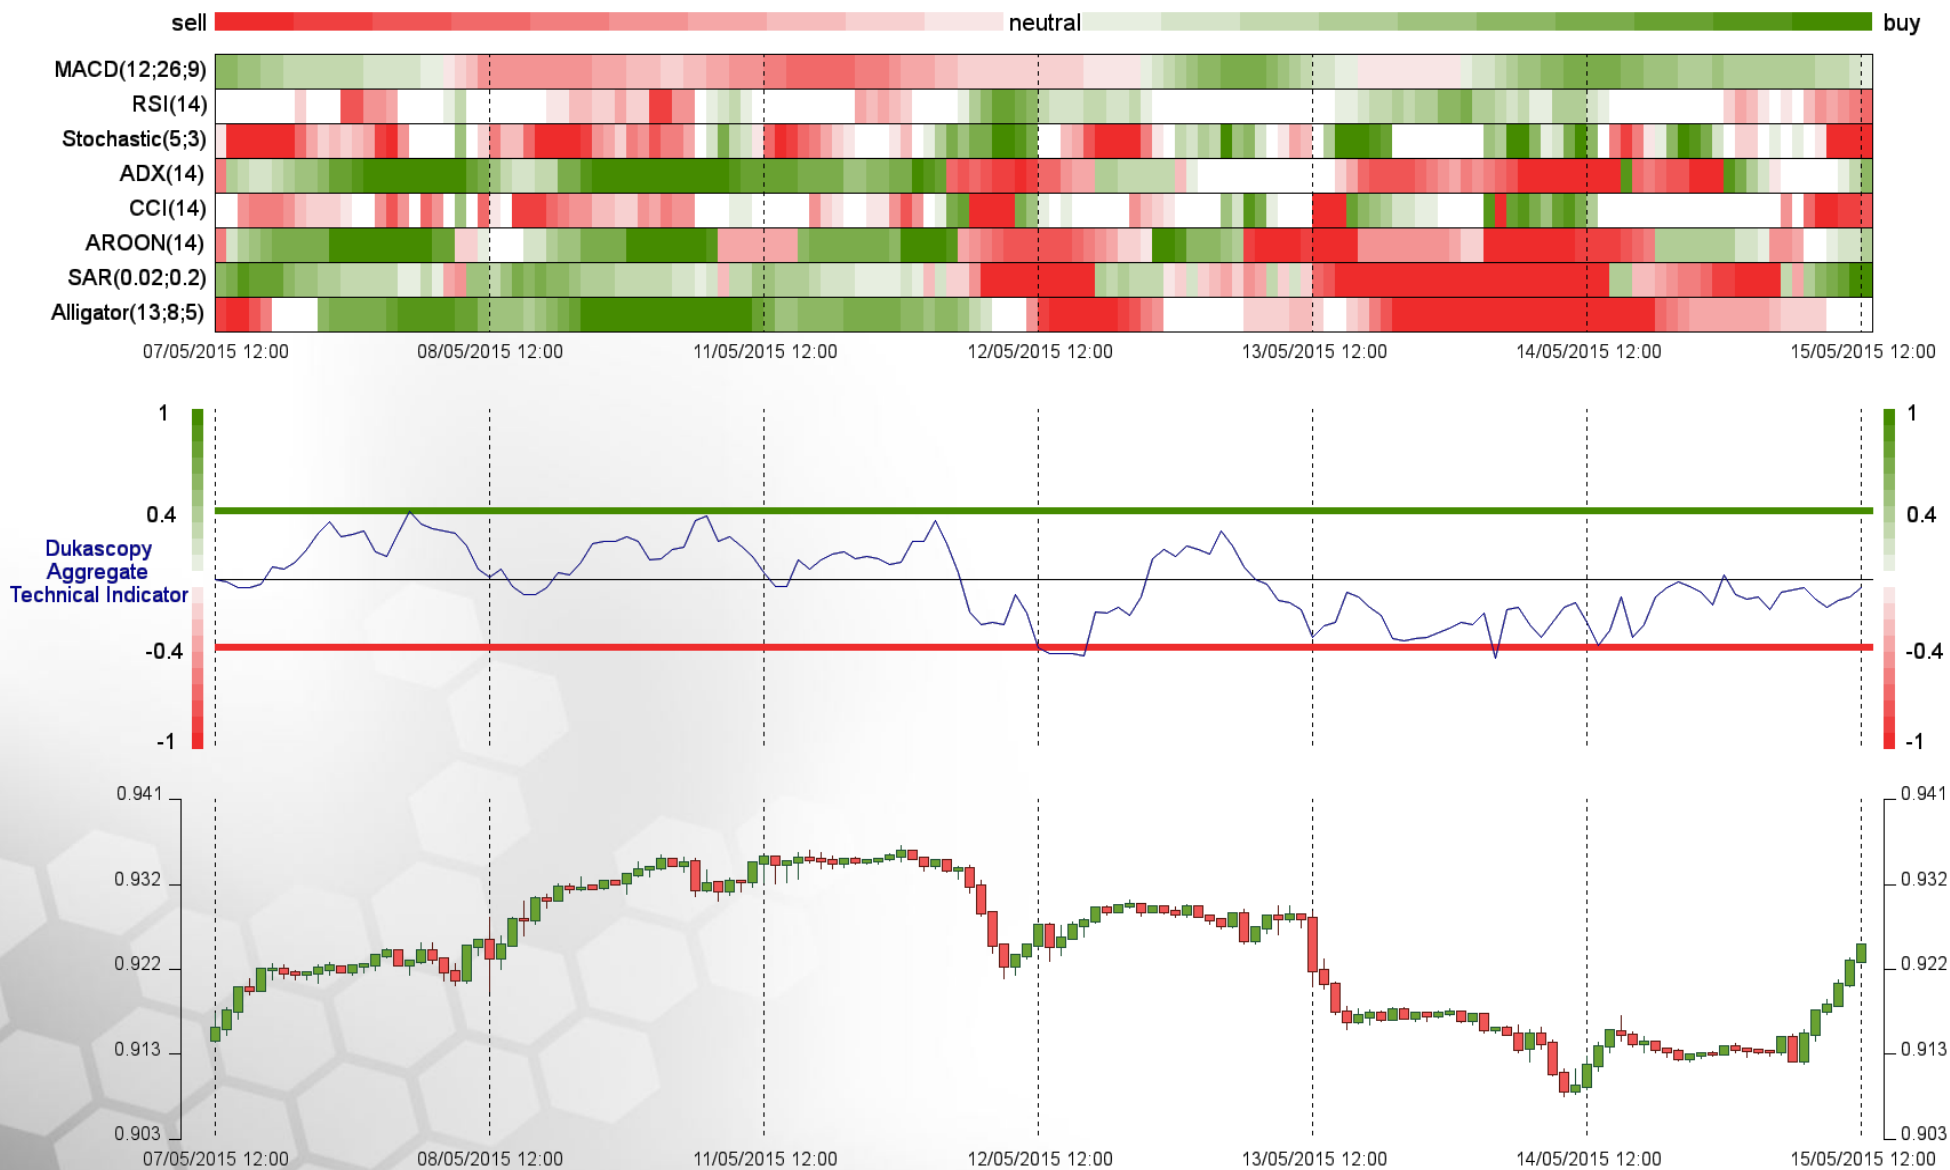 sell neutral buy
MACD(12;26;9)
RSI(14)
Stochastic(5;3)
ADX(14)
CCI(14)
AROON(14)
SAR(0.02;0.2)
Alligator(13;8;5)
07/05/2015 12:00 08/05/2015 12:00 11/05/2015 12:00 12/05/2015 12:00 13/05/2015 12:00 14/05/2015 12:00 15/05/2015 12:00
1 1
0.4 0.4
Dukascopy
Aggregate
Technical Indicator
-0.4 -0.4
-1 -1
0.941 0.941
0.932 0.932
0.922 0.922
0.913 0.913
0.903 0.903
07/05/2015 12:00 08/05/2015 12:00 11/05/2015 12:00 12/05/2015 12:00 13/05/2015 12:00 14/05/2015 12:00 15/05/2015 12:00